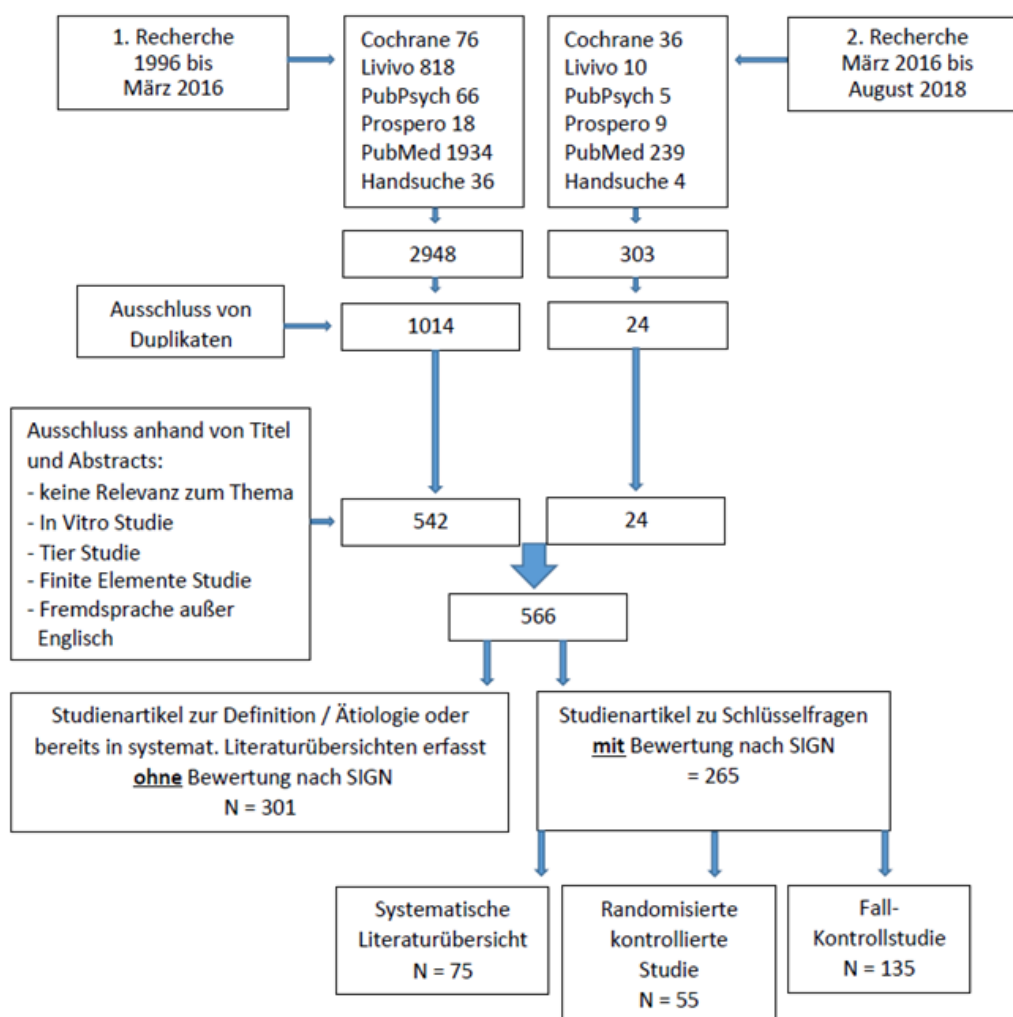 1. Recherche
1996 bis
März 2016
Cochrane 76
Livivo 818
PubPsych 66
Prospero 18
PubMed 1934
Handsuche 36
Cochrane 36
Livivo 10
PubPsych 5
Prospero 9
PubMed 239
Handsuche 4
2. Recherche
März 2016 bis
August 2018
2948
303
Ausschluss von
Duplikaten
1014
24
Ausschluss anhand von Titel
und Abstracts:
- keine Relevanz zum Thema
- In Vitro Studie
- Tier Studie
- Finite Elemente Studie
- Fremdsprache außer
Englisch
542
24
566
Studienartikel zur Definition / Ätiologie oder
bereits in systemat. Literaturübersichten erfasst
ohne Bewertung nach SIGN
N = 301
Studienartikel zu Schlüsselfragen
mit Bewertung nach SIGN
= 265
Systematische
Literaturübersicht
N = 75
Randomisierte
kontrollierte
Studie
N = 55
Fall-
Kontrollstudie
N = 135